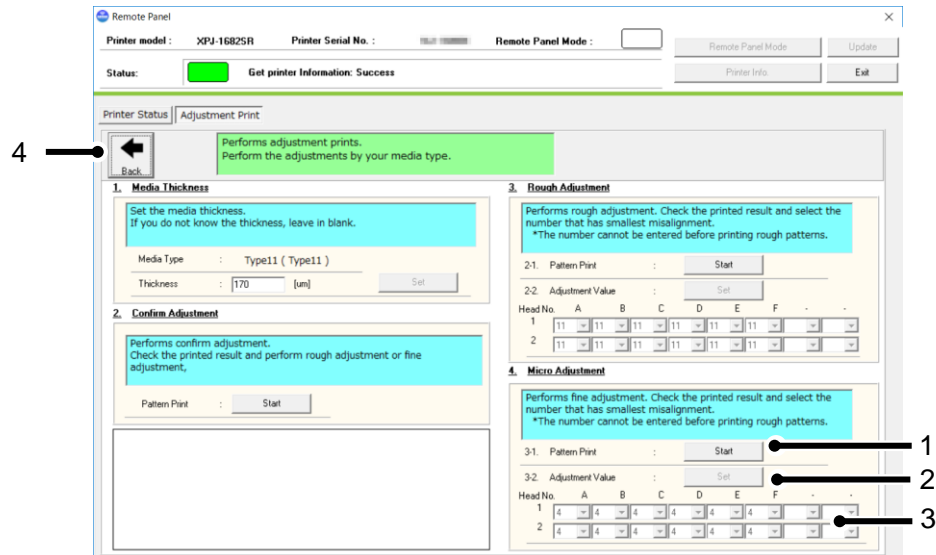 Remote Panel
Printer model : XPJ-1682SR Printer Serial No. : Remote Panel Mode :
Remote Panel Mode Update
Status: Get printer Information: Success
Printer Info. Exit
Printer Status Adjustment Print
4
Back
Performs adjustment prints.
Perform the adjustments by your media type.
1. Media Thickness
Set the media thickness.
If you do not know the thickness, leave in blank.
Media Type : Type11 ( Type11 )
Thickness : 170 [um] Set
2. Confirm Adjustment
Performs confirm adjustment.
Check the printed result and perform rough adjustment or fine
adjustment,
Pattern Print : Start
3. Rough Adjustment
Performs rough adjustment. Check the printed result and select the
number that has smallest misalignment.
*The number cannot be entered before printing rough patterns.
2-1. Pattern Print : Start
2-2. Adjustment Value : Set
Head No. A B C D E F - -
1 11 11 11 11 11 11
2 11 11 11 11 11 11
4. Micro Adjustment
Performs fine adjustment. Check the printed result and select the
number that has smallest misalignment.
*The number cannot be entered before printing rough patterns.
3-1. Pattern Print : Start
1
3-2. Adjustment Value : Set
2
Head No. A B C D E F - -
1 4 4 4 4 4 4
3
2 4 4 4 4 4 4